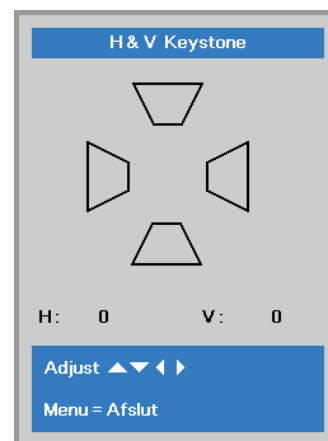 H & V Keystone
H: 0 V: 0
Adjust ▲▼◀▶
Menu = Afslut